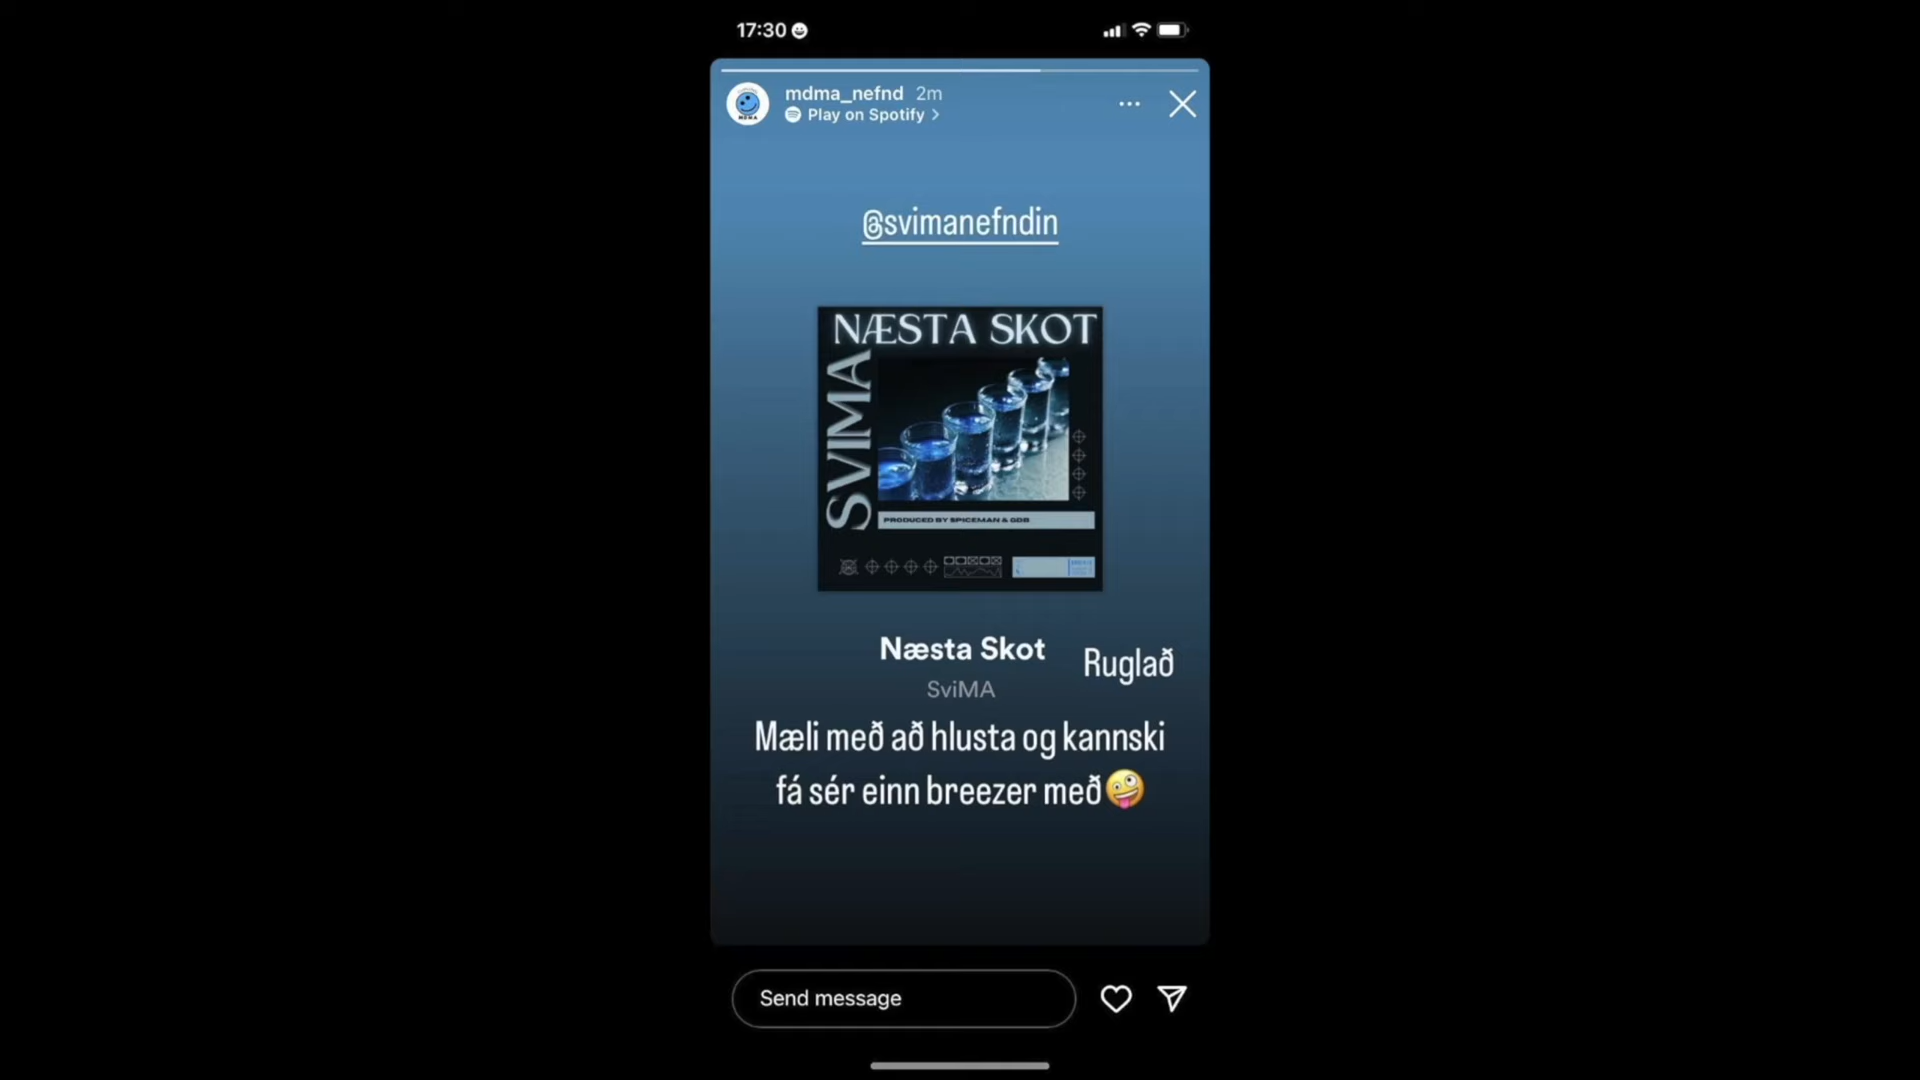 17:30
mdma_nefnd 2m
Play on Spotify
@svimanefndin
NÆSTA SKOT
SVIMA
PRODUCED BY SPICEMAN & GDB
Næsta Skot
Ruglað
SviMA
Mæli með að hlusta og kannski
fá sér einn breezer með🤪
Send message